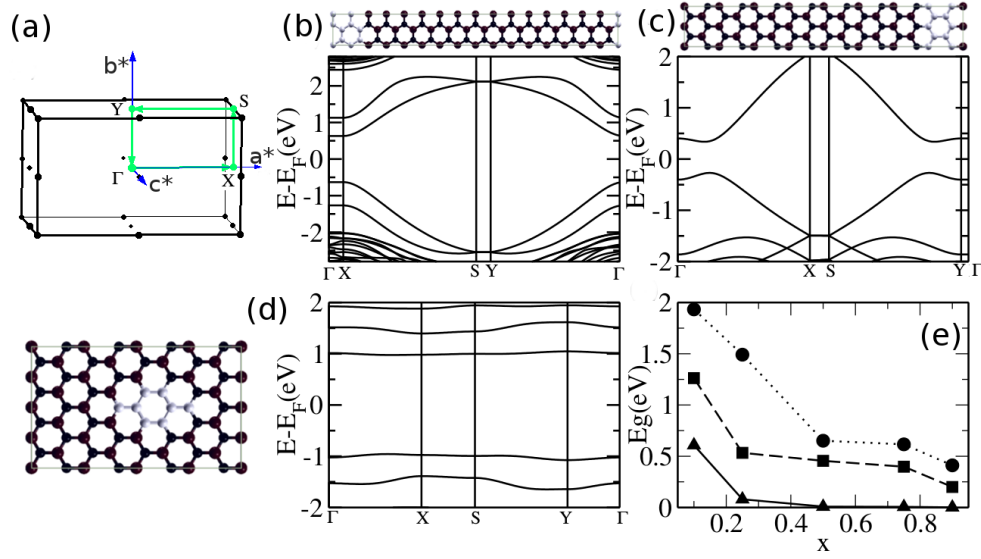 (a)
b*
Y
S
a*
Γ
X
c*
(b)
E-E_F(eV)
2
1
0
-1
-2
Γ X S Y Γ
(c)
E-E_F(eV)
2
1
0
-1
-2
Γ X S Y Γ
(d)
E-E_F(eV)
2
1
0
-1
-2
Γ X S Y Γ
(e)
Eg(eV)
2
1.5
1
0.5
0
0.2 0.4 0.6 0.8
x